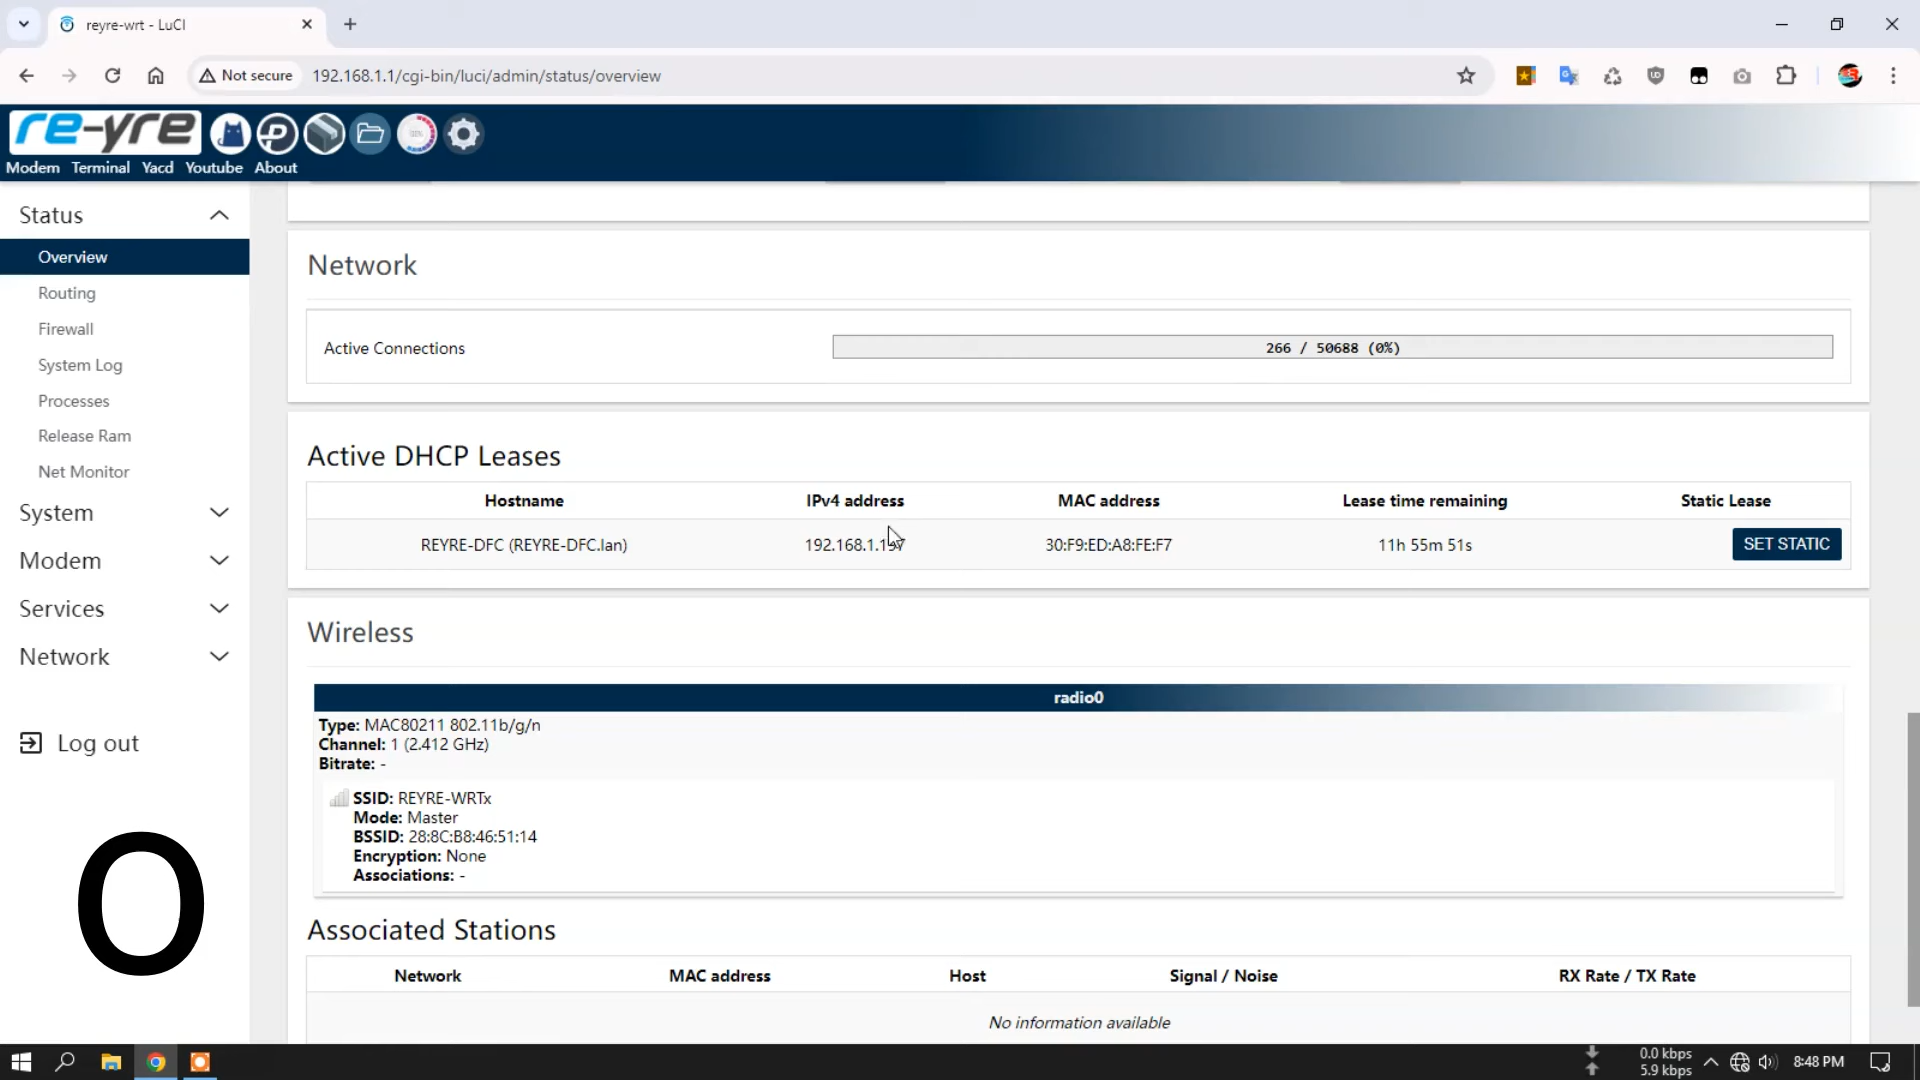 reyre-wrt - LuCI
Not secure
192.168.1.1/cgi-bin/luci/admin/status/overview
re-yre
Modem Terminal Yacd Youtube About
Status
Overview
Routing
Firewall
System Log
Processes
Release Ram
Net Monitor
System
Modem
Services
Network
Log out
O
Network
Active Connections
266 / 50688 (0%)
Active DHCP Leases
Hostname IPv4 address MAC address Lease time remaining Static Lease
REYRE-DFC (REYRE-DFC.lan) 30:F9:ED:A8:FE:F7 11h 55m 51s SET STATIC
Wireless
radio0
Type: MAC80211 802.11b/g/n
Channel: 1 (2.412 GHz)
Bitrate: -
SSID: REYRE-WRTx
Mode: Master
BSSID: 28:8C:B8:46:51:14
Encryption: None
Associations: -
Associated Stations
Network MAC address Host Signal / Noise RX Rate / TX Rate
No information available
0.0 kbps
5.9 kbps
8:48 PM